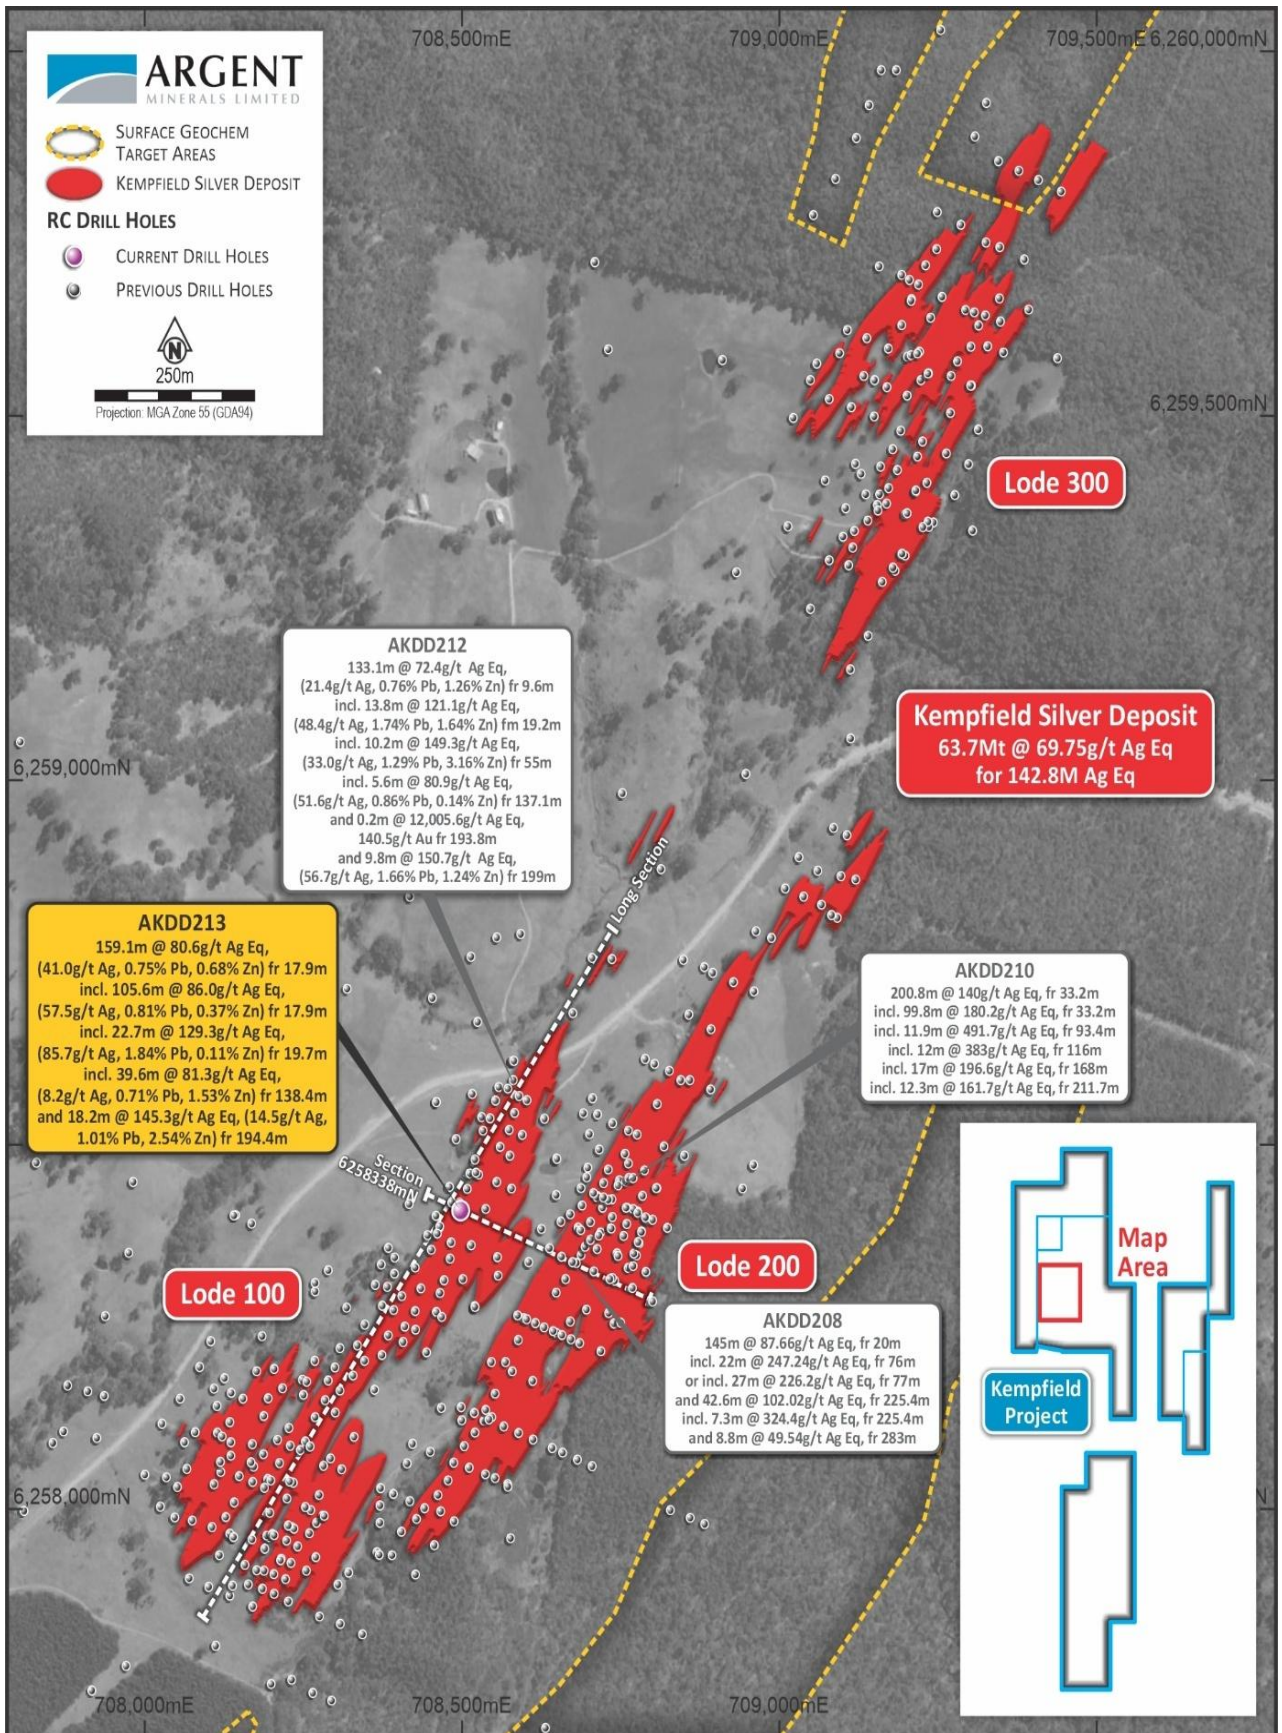 708,500mE
709,000mE
709,500mE 6,260,000mN
ARGENT
MINERALS LIMITED
SURFACE GEOCHEM
TARGET AREAS
KEMPFIELD SILVER DEPOSIT
RC DRILL HOLES
CURRENT DRILL HOLES
PREVIOUS DRILL HOLES
N
250m
Projection: MGA Zone 55 (GDA94)
6,259,500mN
Lode 300
AKDD212
133.1m @ 72.4g/t Ag Eq,
(21.4g/t Ag, 0.76% Pb, 1.26% Zn) fr 9.6m
incl. 13.8m @ 121.1g/t Ag Eq,
(48.4g/t Ag, 1.74% Pb, 1.64% Zn) fm 19.2m
incl. 10.2m @ 149.3g/t Ag Eq,
(33.0g/t Ag, 1.29% Pb, 3.16% Zn) fr 55m
incl. 5.6m @ 80.9g/t Ag Eq,
(51.6g/t Ag, 0.86% Pb, 0.14% Zn) fr 137.1m
and 0.2m @ 12,005.6g/t Ag Eq,
140.5g/t Au fr 193.8m
and 9.8m @ 150.7g/t Ag Eq,
(56.7g/t Ag, 1.66% Pb, 1.24% Zn) fr 199m
Kempfield Silver Deposit
63.7Mt @ 69.75g/t Ag Eq
for 142.8M Ag Eq
6,259,000mN
Long Section
AKDD213
159.1m @ 80.6g/t Ag Eq,
(41.0g/t Ag, 0.75% Pb, 0.68% Zn) fr 17.9m
incl. 105.6m @ 86.0g/t Ag Eq,
(57.5g/t Ag, 0.81% Pb, 0.37% Zn) fr 17.9m
incl. 22.7m @ 129.3g/t Ag Eq,
(85.7g/t Ag, 1.84% Pb, 0.11% Zn) fr 19.7m
incl. 39.6m @ 81.3g/t Ag Eq,
(8.2g/t Ag, 0.71% Pb, 1.53% Zn) fr 138.4m
and 18.2m @ 145.3g/t Ag Eq, (14.5g/t Ag,
1.01% Pb, 2.54% Zn) fr 194.4m
AKDD210
200.8m @ 140g/t Ag Eq, fr 33.2m
incl. 99.8m @ 180.2g/t Ag Eq, fr 33.2m
incl. 11.9m @ 491.7g/t Ag Eq, fr 93.4m
incl. 12m @ 383g/t Ag Eq, fr 116m
incl. 17m @ 196.6g/t Ag Eq, fr 168m
incl. 12.3m @ 161.7g/t Ag Eq, fr 211.7m
Section
6258338mN
Lode 100
Lode 200
Map
Area
AKDD208
145m @ 87.66g/t Ag Eq, fr 20m
incl. 22m @ 247.24g/t Ag Eq, fr 76m
or incl. 27m @ 226.2g/t Ag Eq, fr 77m
and 42.6m @ 102.02g/t Ag Eq, fr 225.4m
incl. 7.3m @ 324.4g/t Ag Eq, fr 225.4m
and 8.8m @ 49.54g/t Ag Eq, fr 283m
Kempfield
Project
6,258,000mN
708,000mE
708,500mE
709,000mE